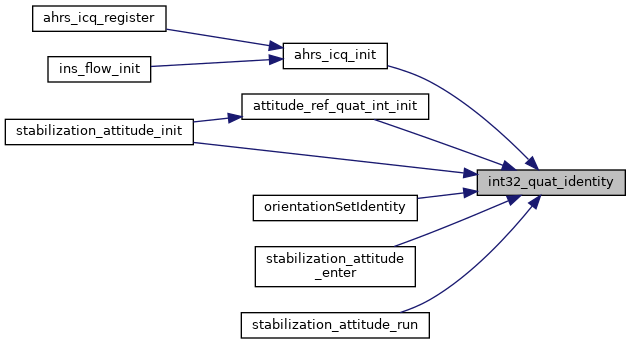 ahrs_icq_register
ahrs_icq_init
ins_flow_init
attitude_ref_quat_int_init
stabilization_attitude_init
int32_quat_identity
orientationSetIdentity
stabilization_attitude
_enter
stabilization_attitude_run